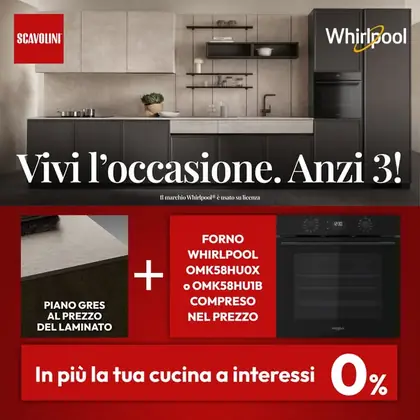 SCAVOLINI
Whirlpool
Vivi l'occasione. Anzi 3!
Il marchio Whirlpool® è usato su licenza
PIANO GRES
AL PREZZO
DEL LAMINATO
+
FORNO
WHIRLPOOL
OMK58HU0X
o OMK58HU1B
COMPRESO
NEL PREZZO
In più la tua cucina a interessi 0%